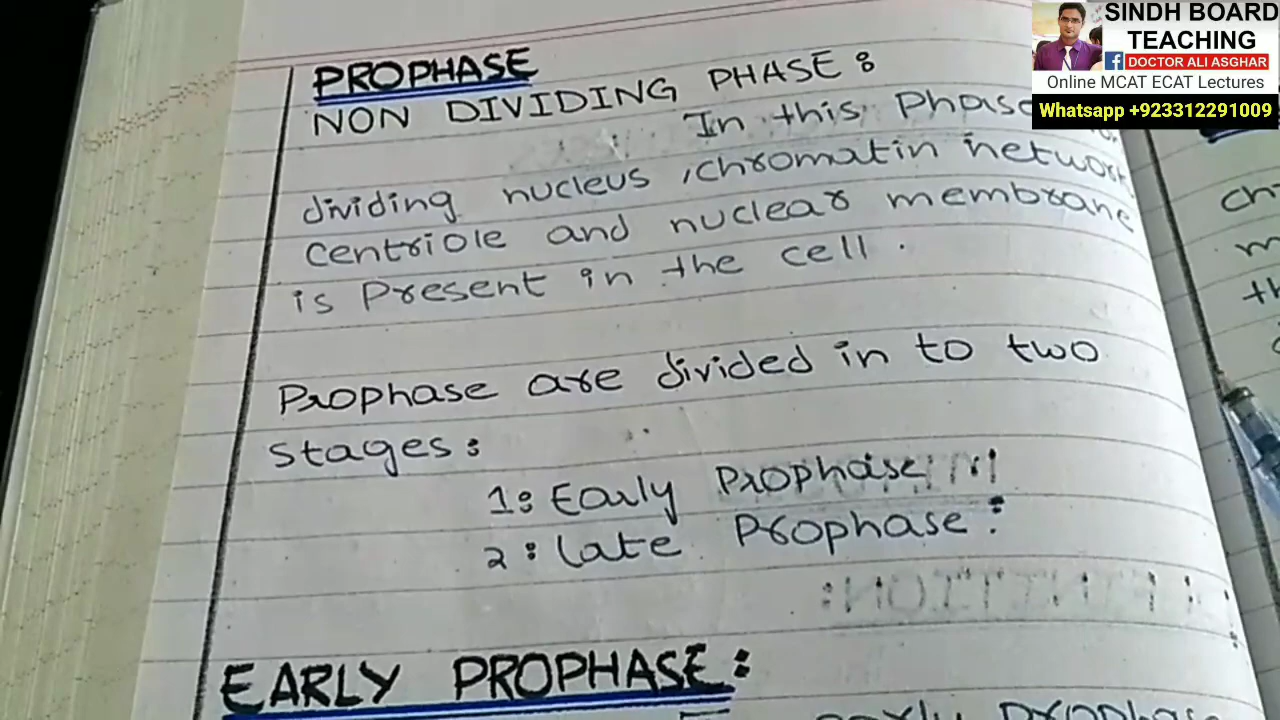 SINDH BOARD
TEACHING
f DOCTOR ALI ASGHAR
Online MCAT ECAT Lectures
Whatsapp +923312291009
PROPHASE
NON DIVIDING PHASE:
In this Phase
dividing nucleus, chromatin network
centriole and nuclear membrane
is present in the cell.
Prophase are divided in to two
stages:
1: Early Prophase
2: late Prophase:
EARLY PROPHASE:
early prophase